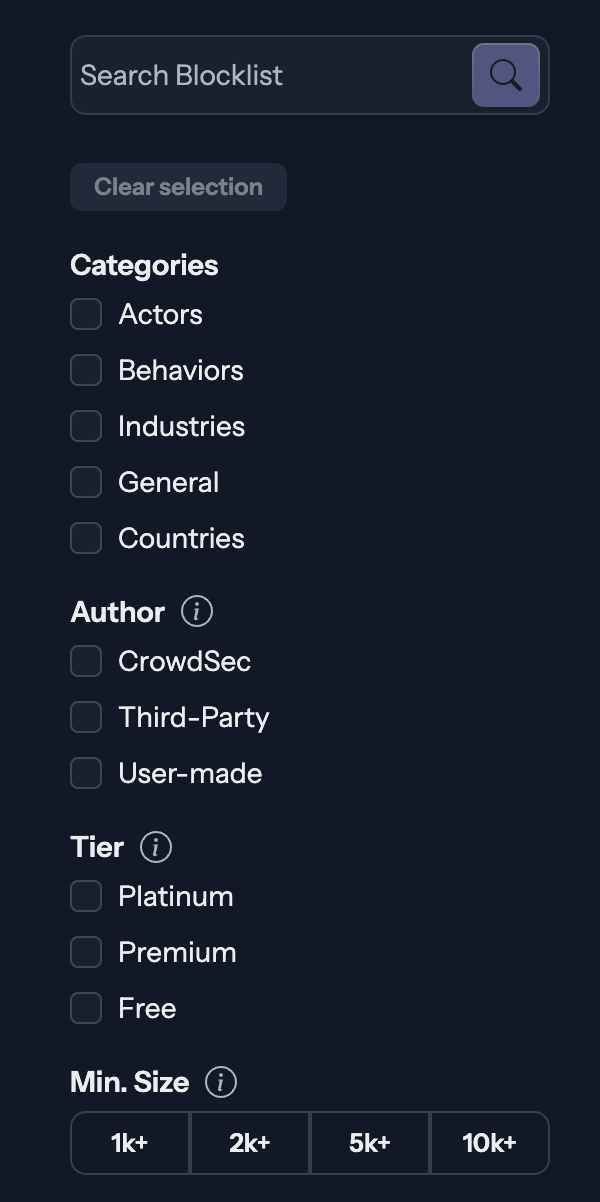 Search Blocklist
Clear selection
Categories
Actors
Behaviors
Industries
General
Countries
Author i
CrowdSec
Third-Party
User-made
Tier i
Platinum
Premium
Free
Min. Size i
1k+ 2k+ 5k+ 10k+